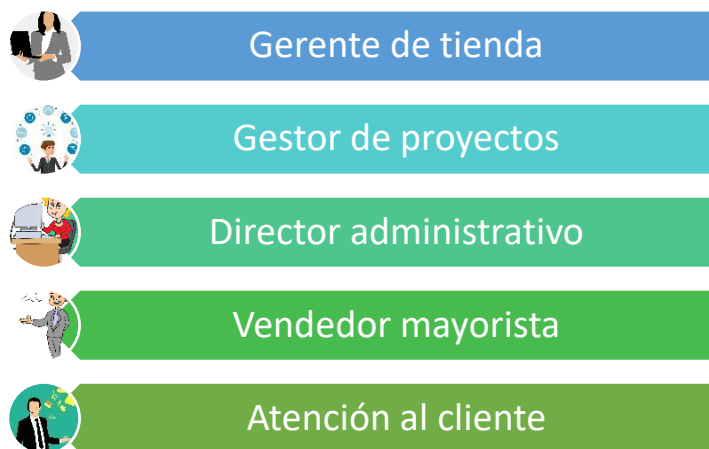 Gerente de tienda
Gestor de proyectos
Director administrativo
Vendedor mayorista
Atención al cliente